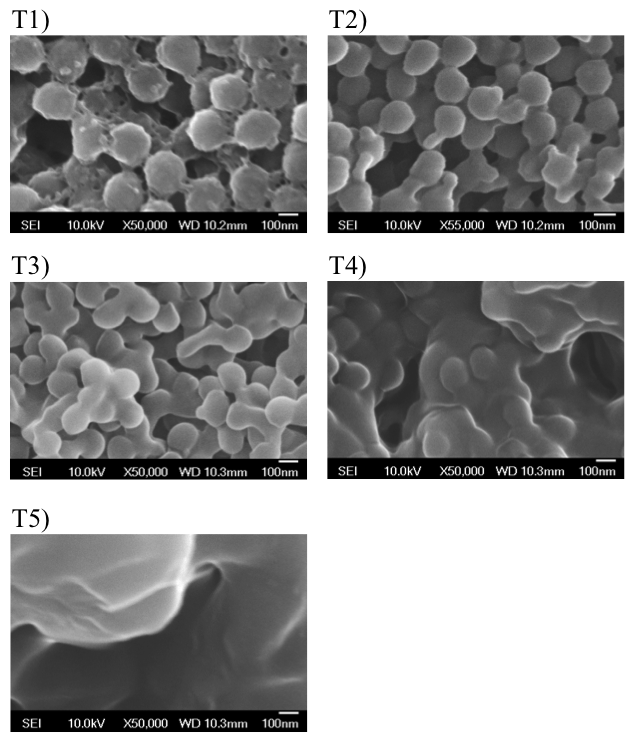 T1)
T2)
SEI 10.0kV X50,000 WD 10.2mm 100nm
SEI 10.0kV X55,000 WD 10.2mm 100nm
T3)
T4)
SEI 10.0kV X50,000 WD 10.3mm 100nm
SEI 10.0kV X50,000 WD 10.3mm 100nm
T5)
SEI 10.0kV X50,000 WD 10.3mm 100nm